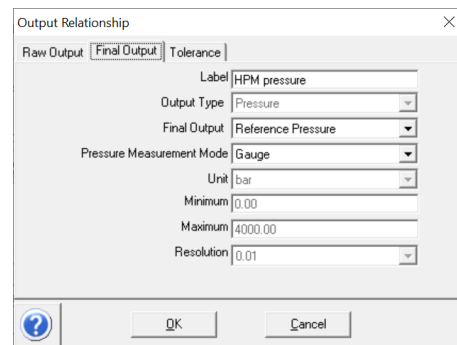 Output Relationship
Raw Output Final Output Tolerance
Label HPM pressure
Output Type Pressure
Final Output Reference Pressure
Pressure Measurement Mode Gauge
Unit bar
Minimum 0.00
Maximum 4000.00
Resolution 0.01
? OK Cancel